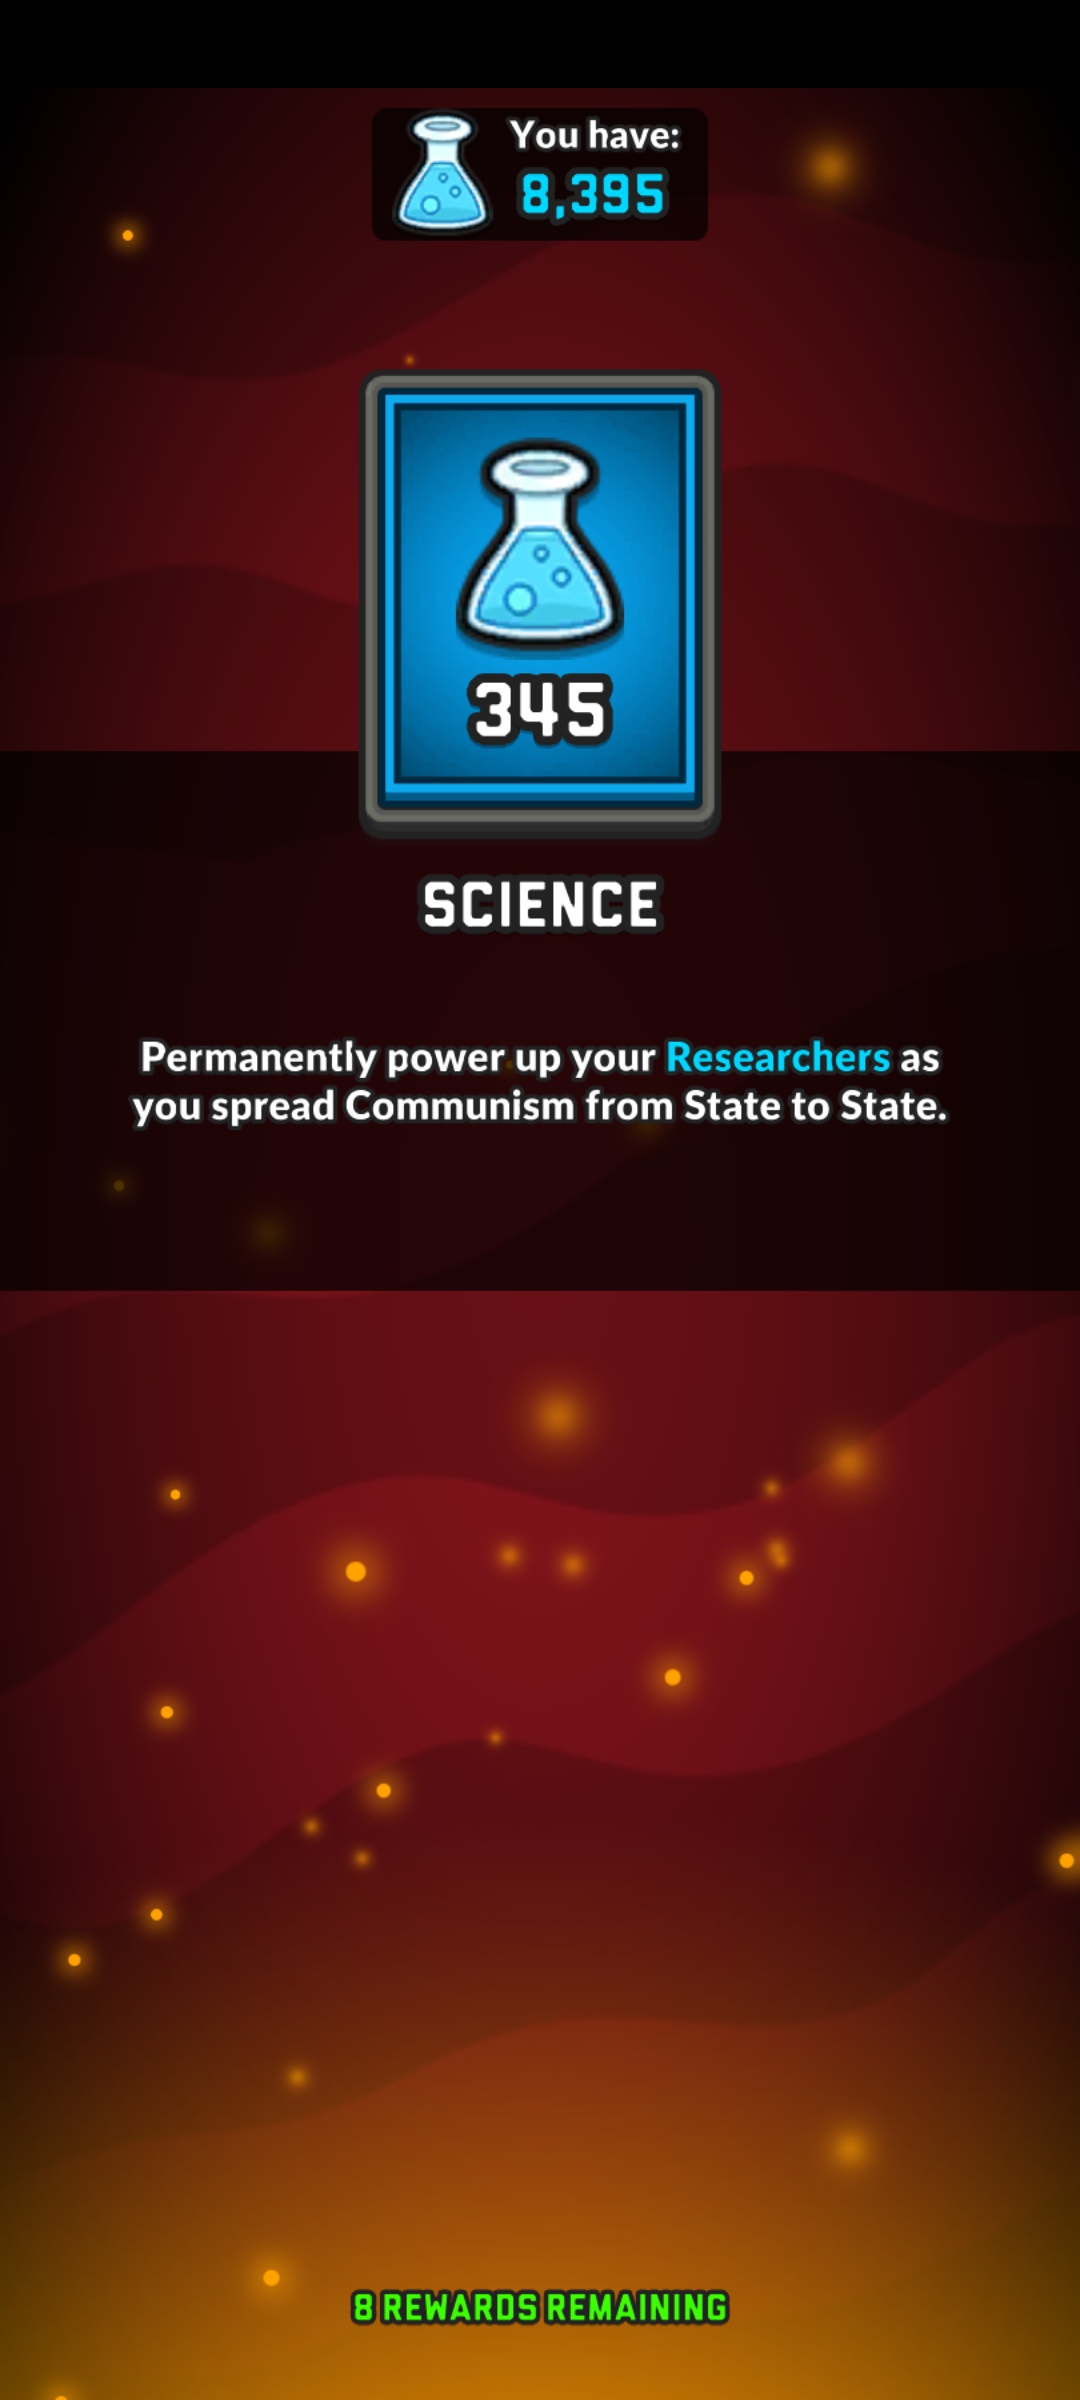 You have:
8,395
345
SCIENCE
Permanently power up your Researchers as
you spread Communism from State to State.
8 REWARDS REMAINING